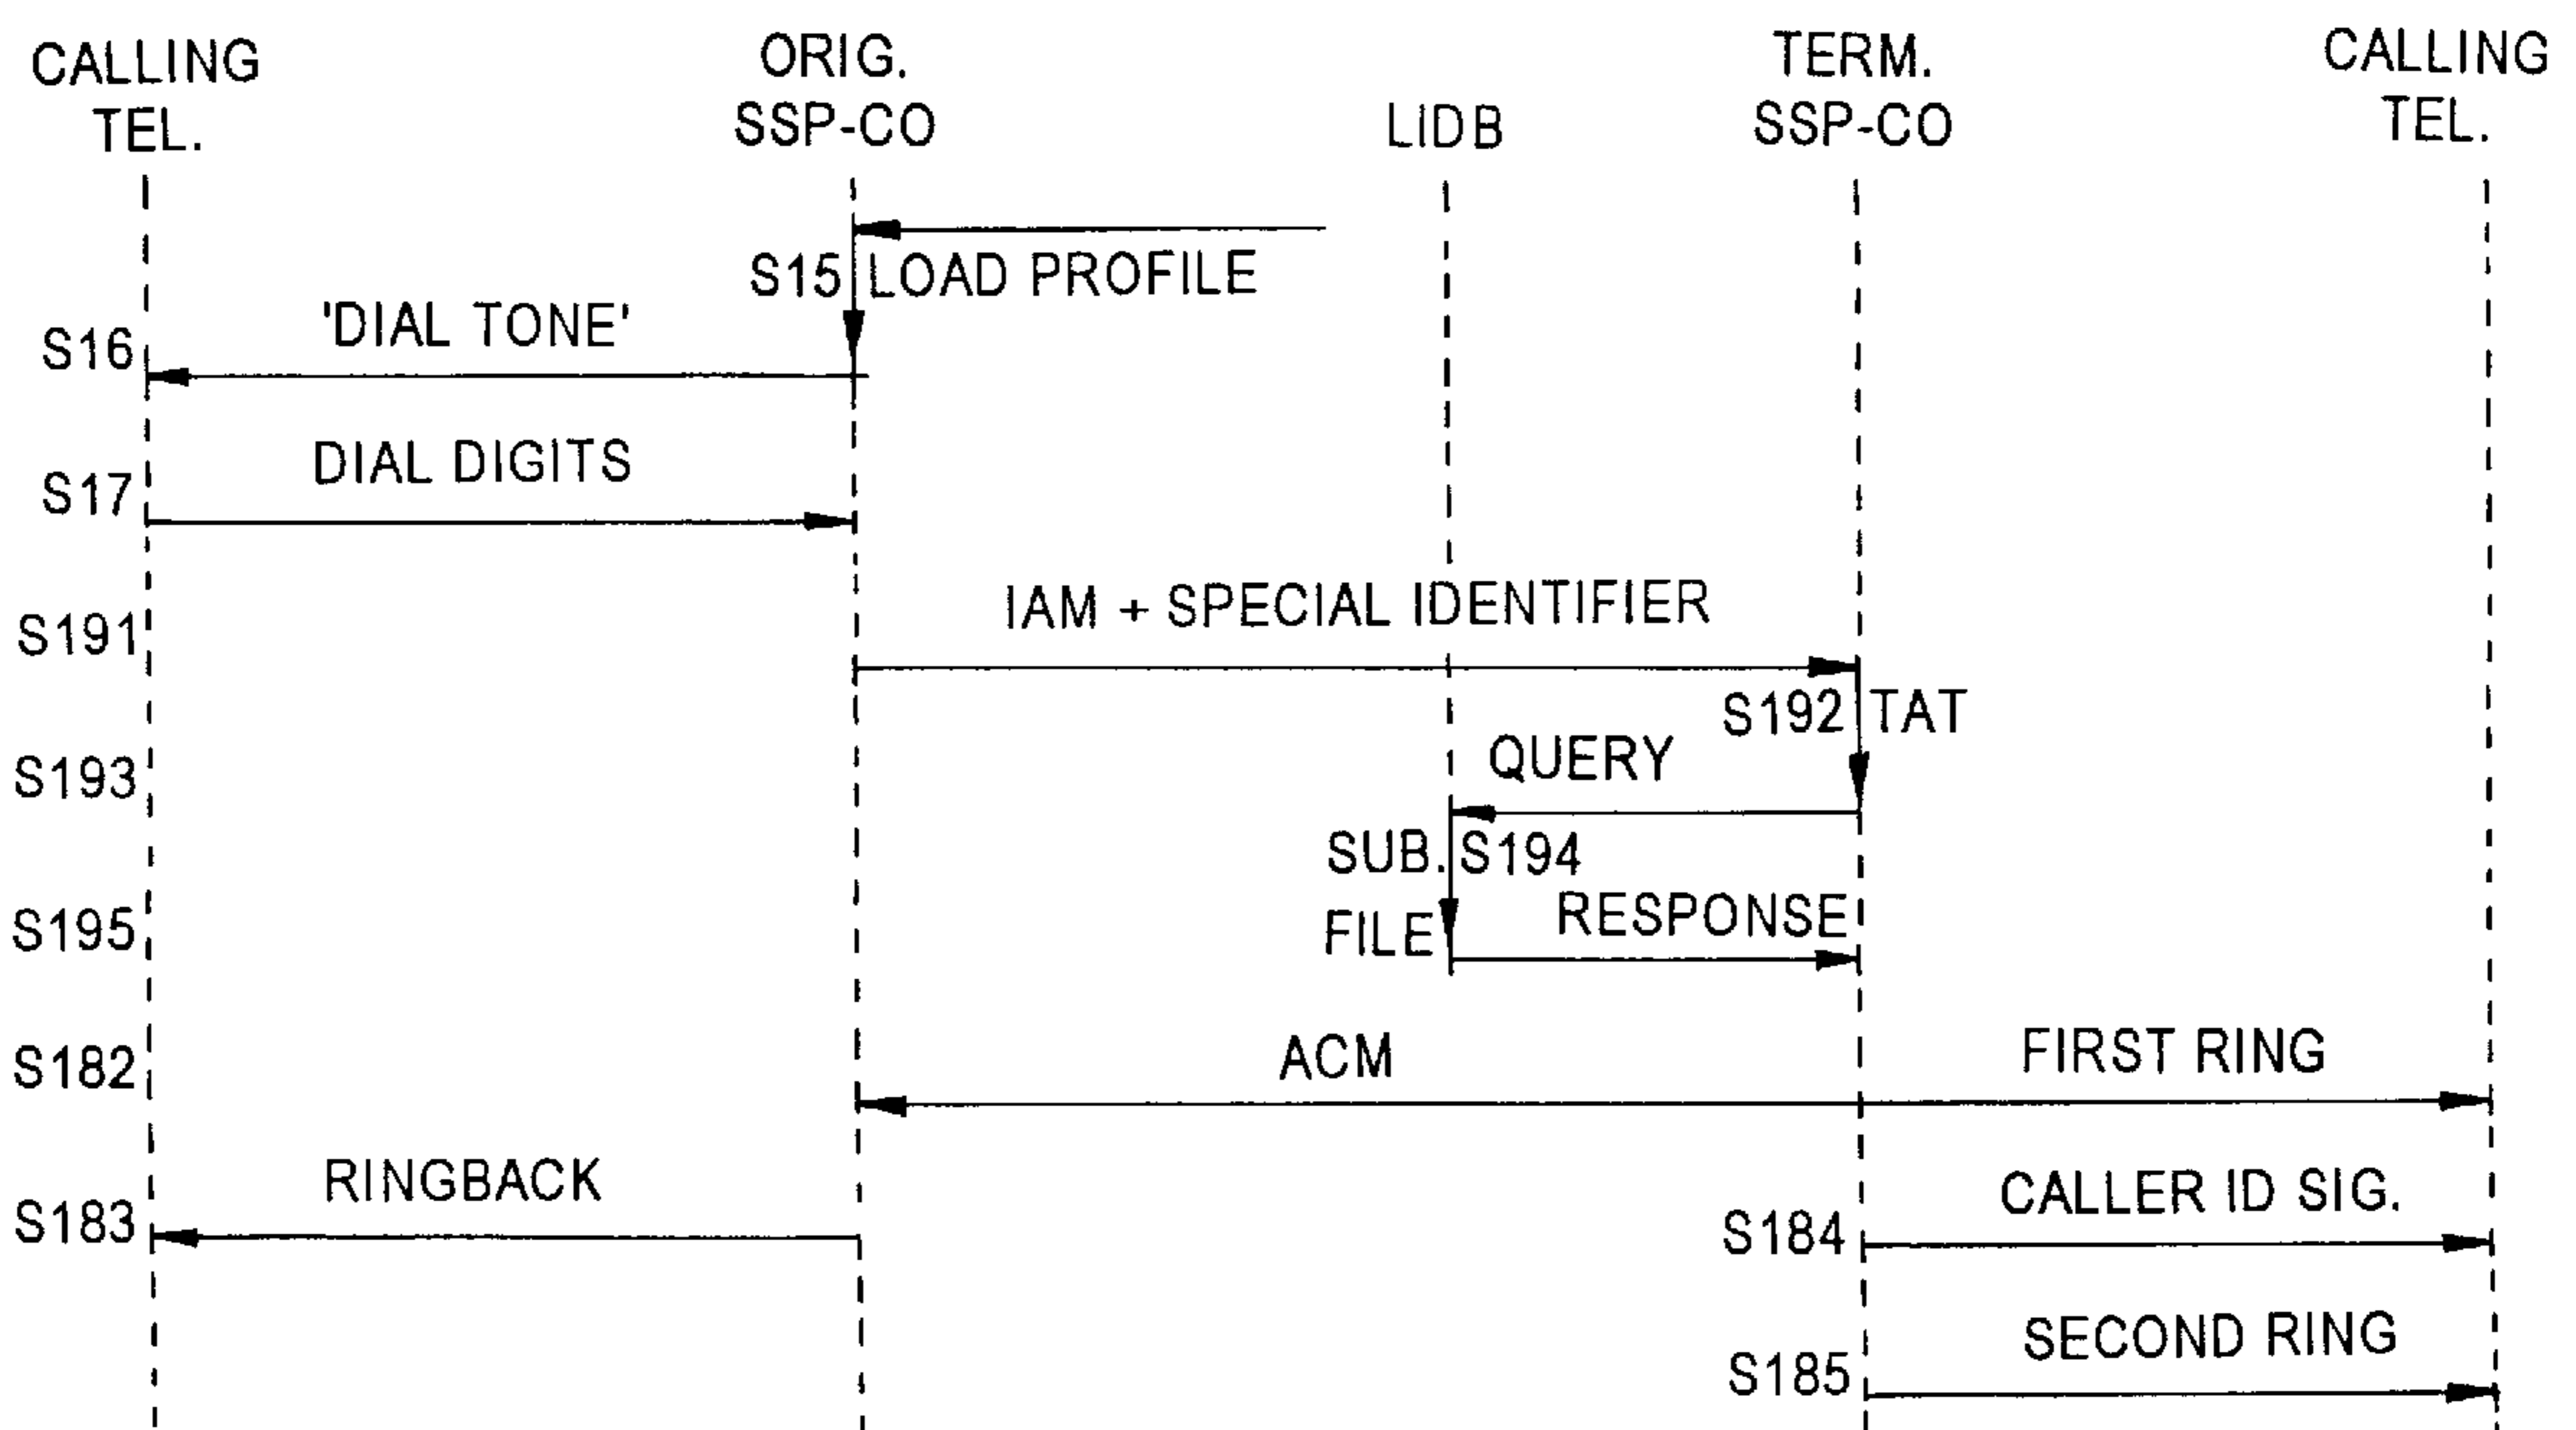 CALLING
TEL.
ORIG.
SSP-CO
LIDB
TERM.
SSP-CO
CALLING
TEL.
S15 LOAD PROFILE
S16
'DIAL TONE'
S17
DIAL DIGITS
S191
IAM + SPECIAL IDENTIFIER
S192 TAT
S193
QUERY
SUB. S194
FILE
S195
RESPONSE
S182
ACM
FIRST RING
S183
RINGBACK
S184
CALLER ID SIG.
S185
SECOND RING